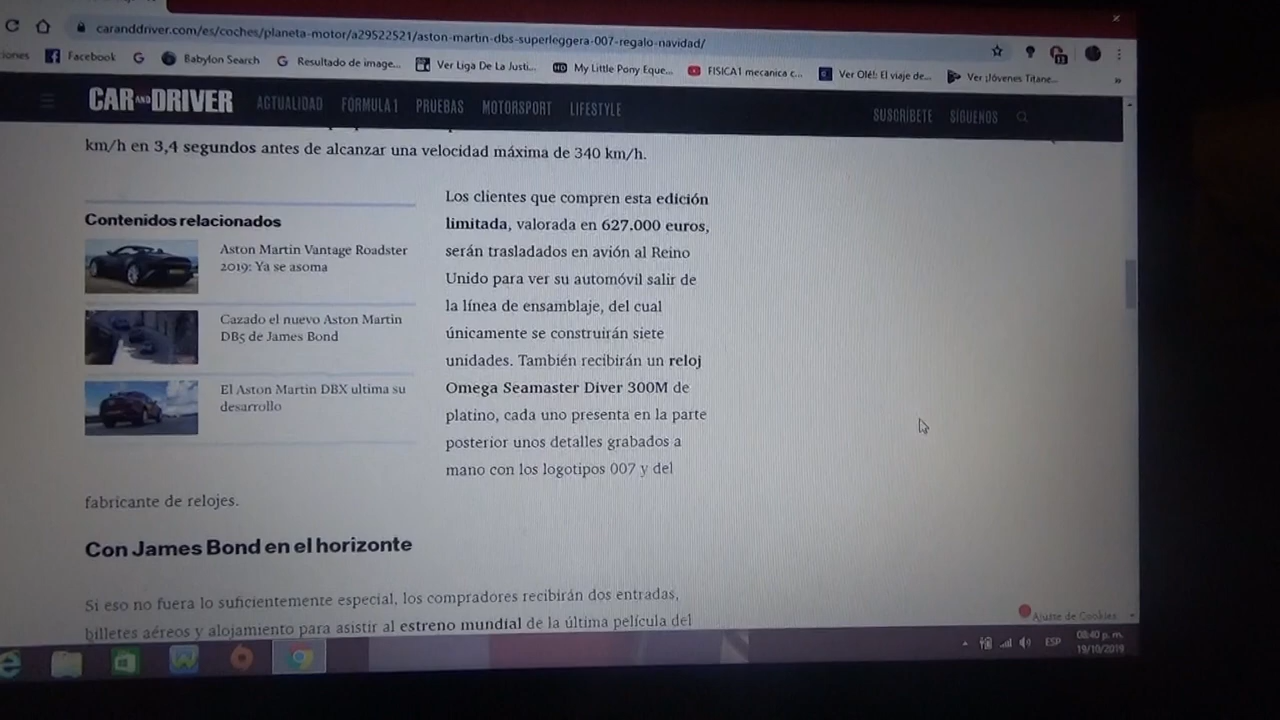 caranddriver.com/es/coches/planeta-motor/a29522521/aston-martin-dbs-superleggera-007-regalo-navidad/
Facebook
Babylon Search
Resultado de image...
Ver Liga De La Justi...
My Little Pony Eque...
FISICA1 mecanica c...
Ver Olé!: El viaje de...
Ver ¡Jóvenes Titane...
»
CAR AND DRIVER
ACTUALIDAD
FÓRMULA 1
PRUEBAS
MOTORSPORT
LIFESTYLE
SUSCRÍBETE
SÍGUENOS
km/h en 3,4 segundos antes de alcanzar una velocidad máxima de 340 km/h.
Contenidos relacionados
Aston Martin Vantage Roadster
2019: Ya se asoma
Cazado el nuevo Aston Martin
DB5 de James Bond
El Aston Martin DBX ultima su
desarrollo
Los clientes que compren esta edición
limitada, valorada en 627.000 euros,
serán trasladados en avión al Reino
Unido para ver su automóvil salir de
la línea de ensamblaje, del cual
únicamente se construirán siete
unidades. También recibirán un reloj
Omega Seamaster Diver 300M de
platino, cada uno presenta en la parte
posterior unos detalles grabados a
mano con los logotipos 007 y del
fabricante de relojes.
Con James Bond en el horizonte
Si eso no fuera lo suficientemente especial, los compradores recibirán dos entradas,
billetes aéreos y alojamiento para asistir al estreno mundial de la última película del
Ajuste de Cookies
ESP
08:40 p. m.
19/10/2019